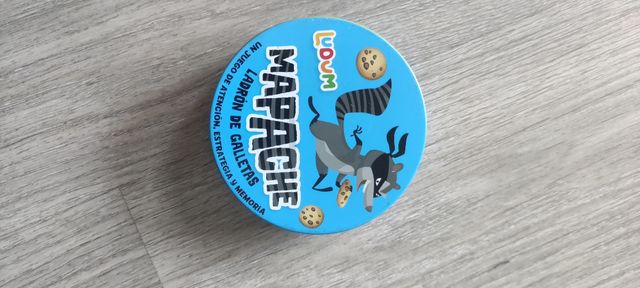 LUDUM
MAPACHE
LADRÓN DE GALLETAS
UN JUEGO DE ATENCIÓN, ESTRATEGIA Y MEMORIA